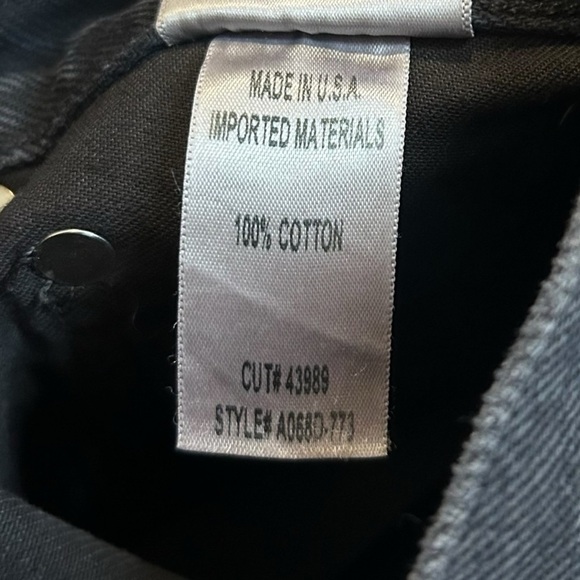 MADE IN U.S.A.
IMPORTED MATERIALS
100% COTTON
CUT# 43989
STYLE# A068D-773